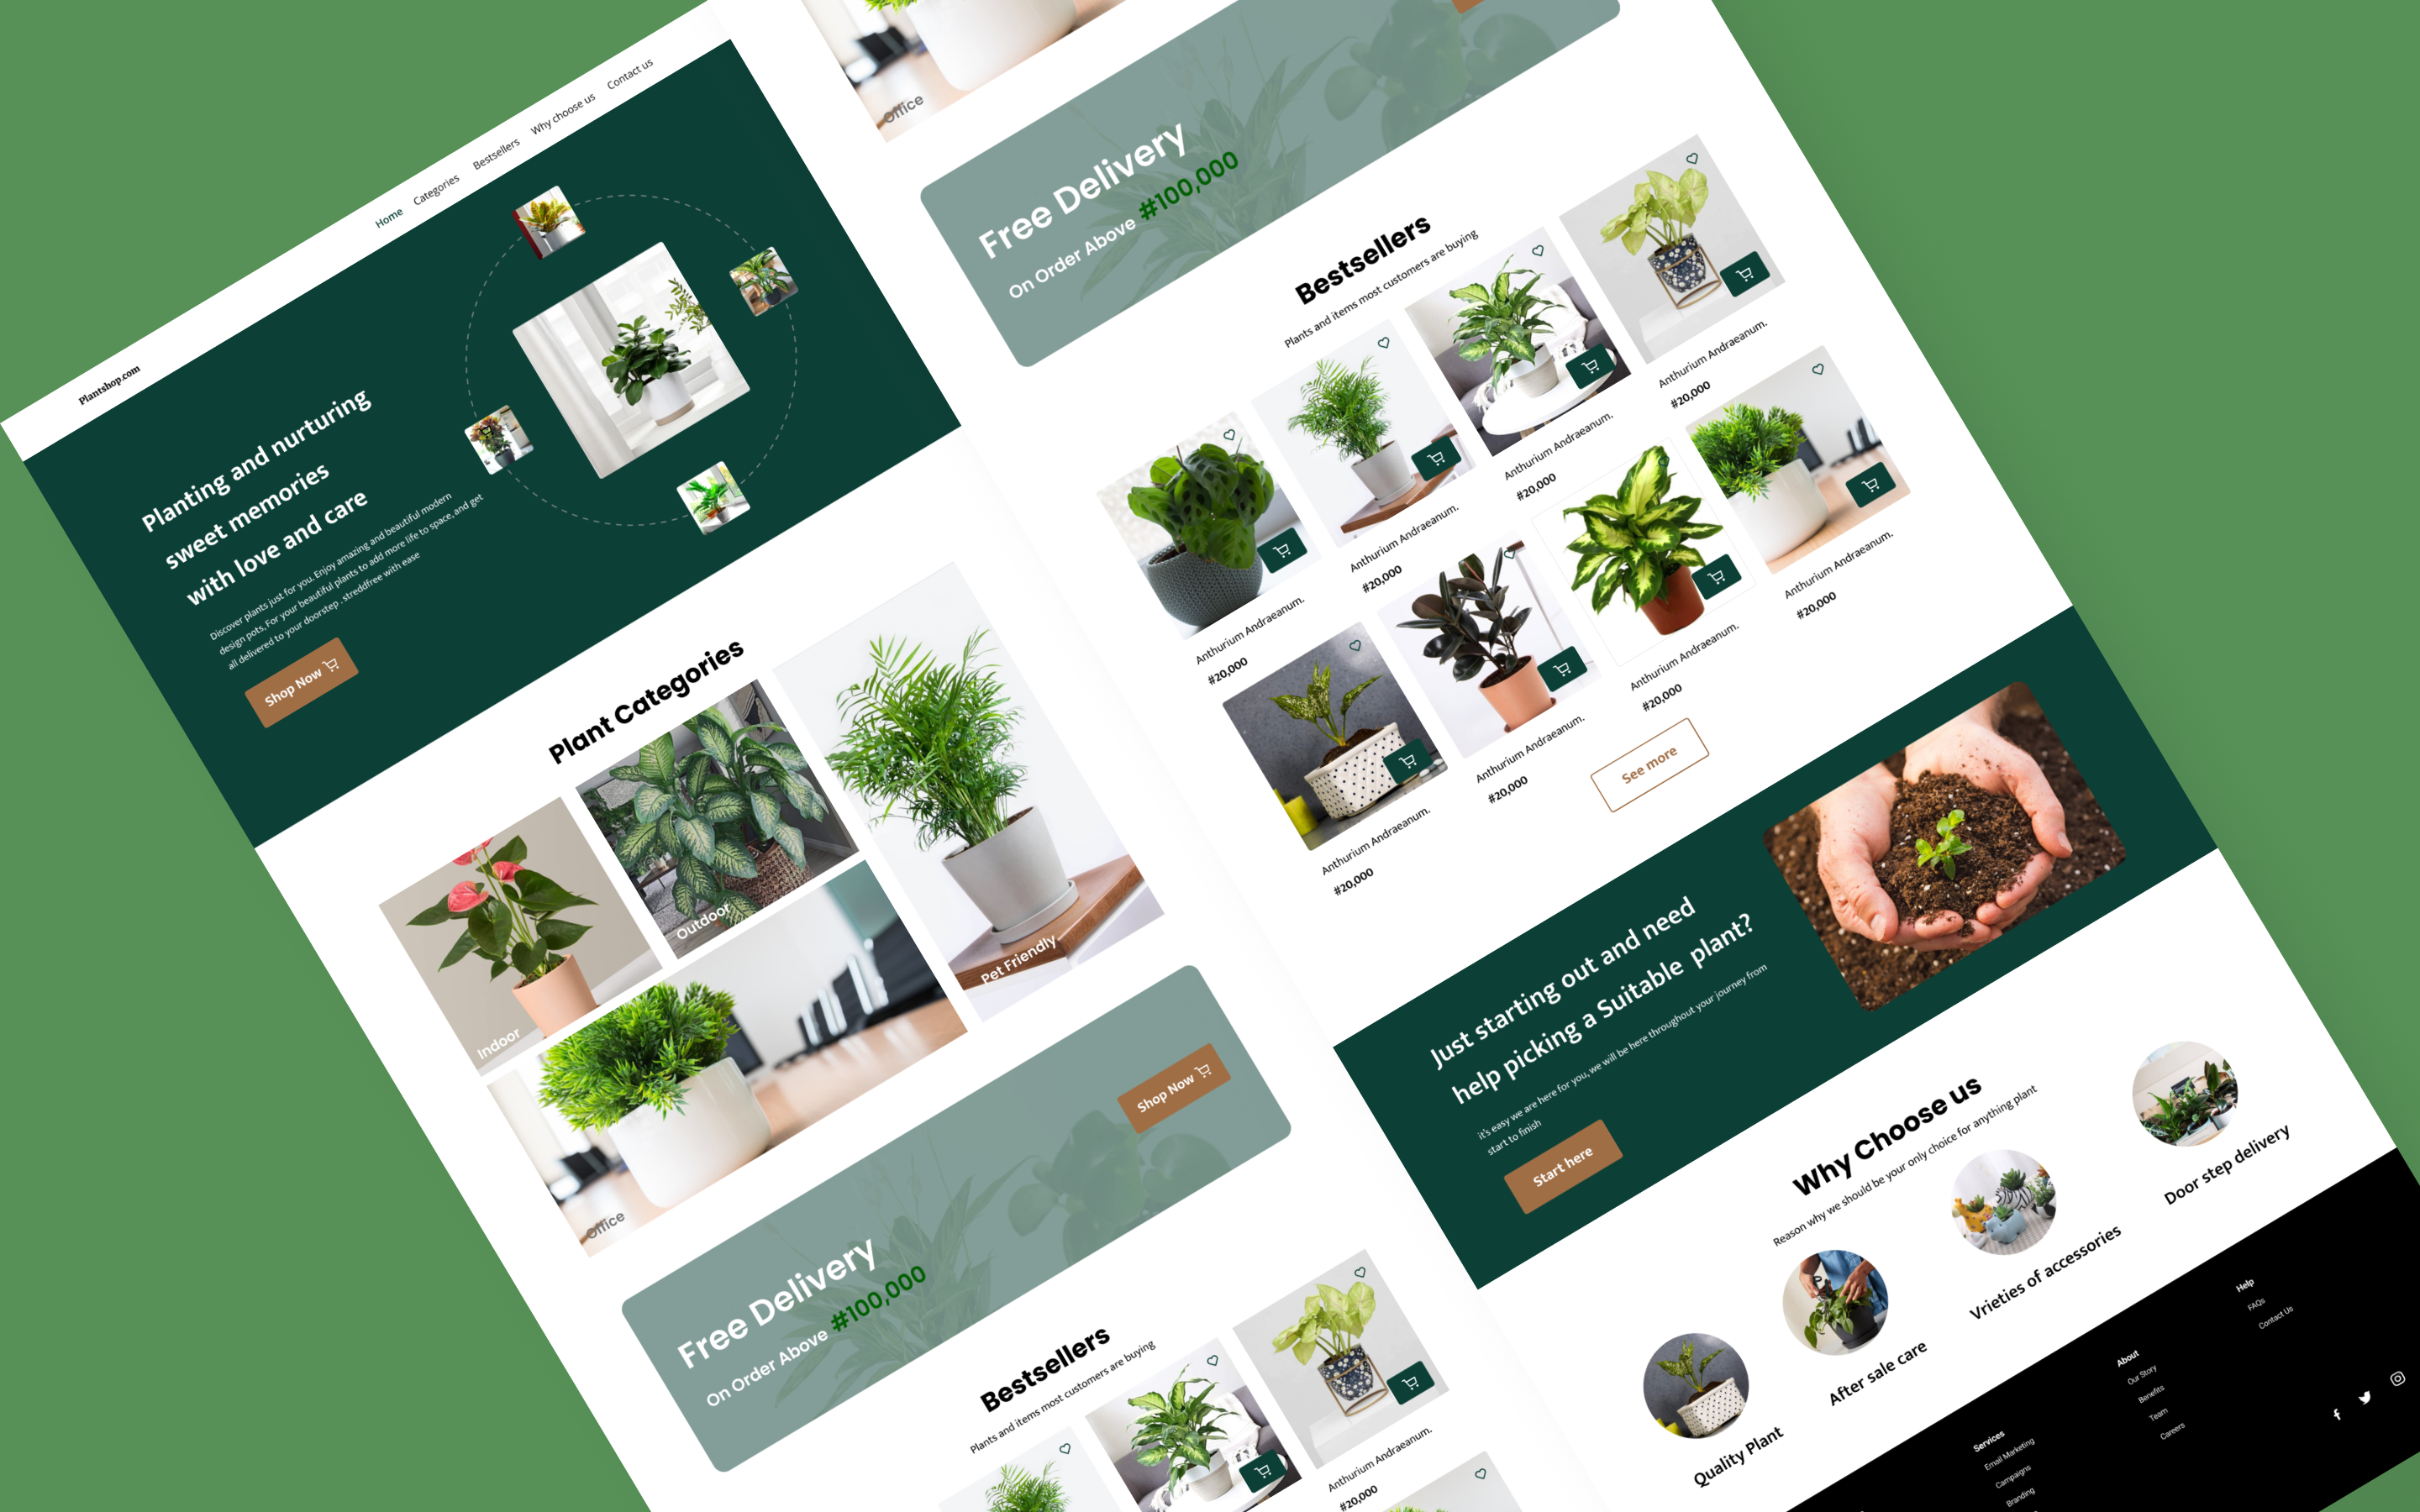 Plantshop.com
Home Categories Bestsellers Why choose us Contact us
Planting and nurturing
sweet memories
with love and care
Discover plants just for you. Enjoy amazing and beautiful modern
design pots, For your beautiful plants to add more life to space, and get
all delivered to your doorstep . streddfree with ease
Shop Now
Plant Categories
Indoor
Outdoor
Pet Friendly
Office
Free Delivery
On Order Above #100,000
Shop Now
Bestsellers
Plants and items most customers are buying
Anthurium Andraeanum.
#20,000
Office
Free Delivery
On Order Above #100,000
Bestsellers
Plants and items most customers are buying
Anthurium Andraeanum.
#20,000
Anthurium Andraeanum.
#20,000
Anthurium Andraeanum.
#20,000
Anthurium Andraeanum.
#20,000
Anthurium Andraeanum.
#20,000
Anthurium Andraeanum.
#20,000
Anthurium Andraeanum.
#20,000
Anthurium Andraeanum.
#20,000
See more
Just starting out and need
help picking a Suitable plant?
it's easy we are here for you, we will be here throughout your journey from
start to finish
Start here
Why Choose us
Reason why we should be your only choice for anything plant
Quality Plant
After sale care
Vrieties of accessories
Door step delivery
Services
Email Marketing
Campaigns
Branding
About
Our Story
Benefits
Team
Careers
Help
FAQs
Contact Us